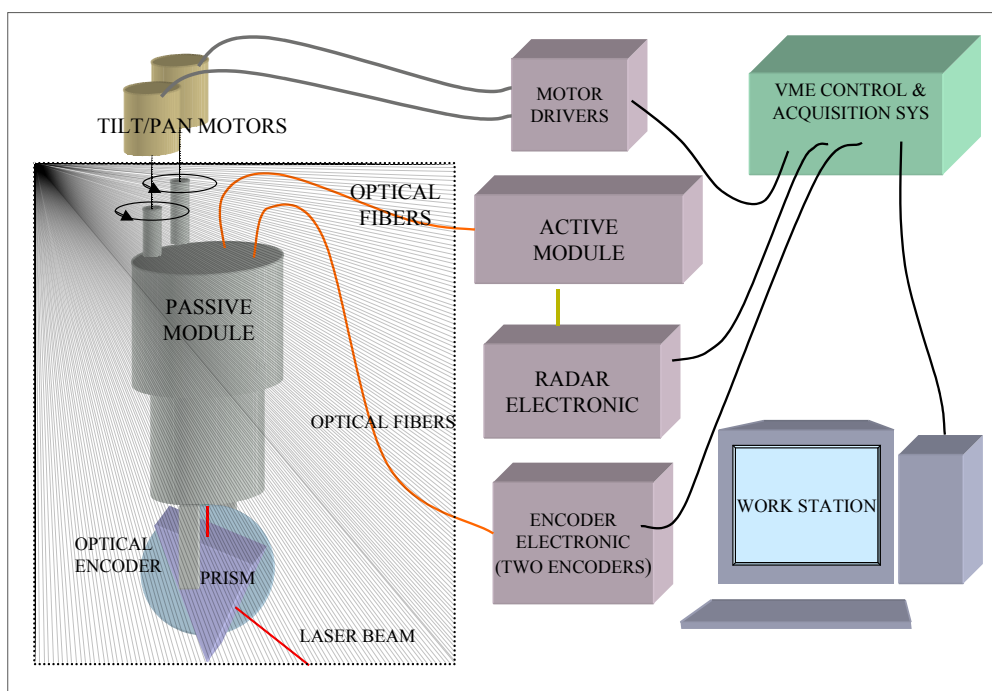 MOTOR
DRIVERS
VME CONTROL &
ACQUISITION SYS
TILT/PAN MOTORS
OPTICAL
FIBERS
ACTIVE
MODULE
PASSIVE
MODULE
RADAR
ELECTRONIC
OPTICAL FIBERS
WORK STATION
ENCODER
ELECTRONIC
(TWO ENCODERS)
OPTICAL
ENCODER
PRISM
LASER BEAM